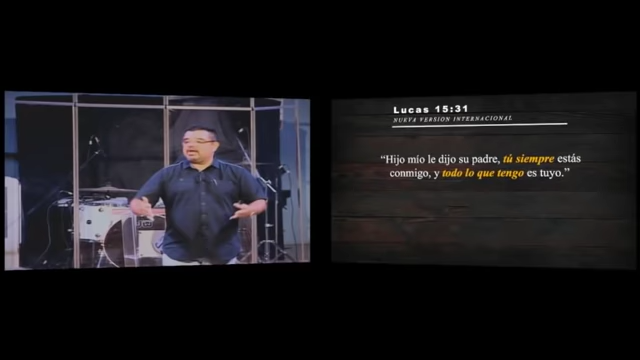 Lucas 15:31
NUEVA VERSION INTERNACIONAL
“Hijo mío le dijo su padre, tú siempre estás
conmigo, y todo lo que tengo es tuyo.”